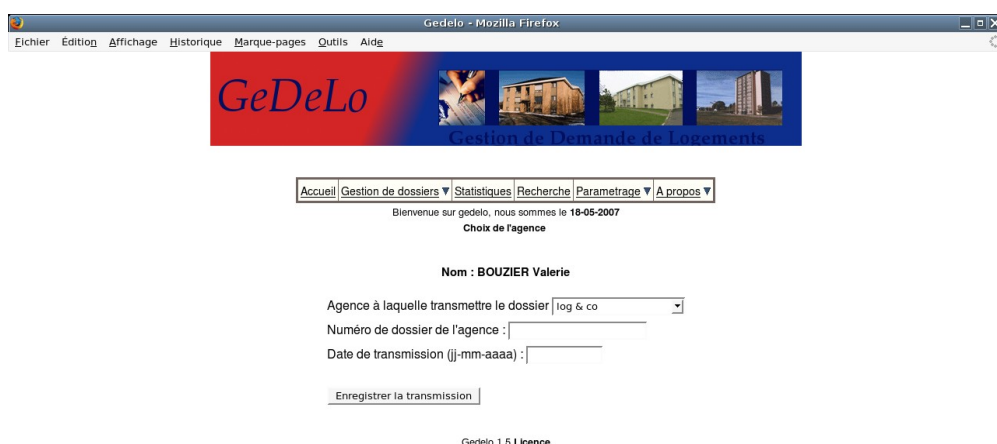 Gedelo - Mozilla Firefox
Fichier Édition Affichage Historique Marque-pages Outils Aide
GeDeLo
Gestion de Demande de Logements
Accueil Gestion de dossiers ▼ Statistiques Recherche Parametrage ▼ A propos ▼
Bienvenue sur gedelo, nous sommes le 18-05-2007
Choix de l'agence
Nom : BOUZIER Valerie
Agence à laquelle transmettre le dossier log & co
Numéro de dossier de l'agence :
Date de transmission (jj-mm-aaaa) :
Enregistrer la transmission
Gedelo 1.5 Licence